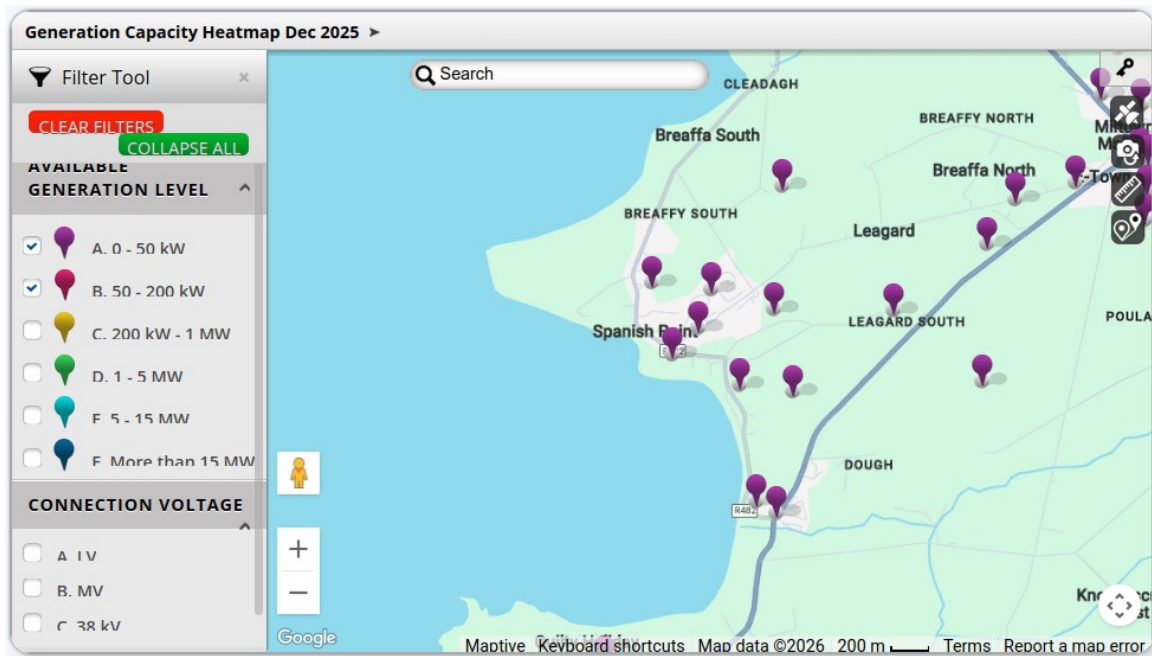 Generation Capacity Heatmap Dec 2025 ➤
Filter Tool ×
CLEAR FILTERS
COLLAPSE ALL
AVAILABLE
GENERATION LEVEL
A. 0 - 50 kW
B. 50 - 200 kW
C. 200 kW - 1 MW
D. 1 - 5 MW
E. 5 - 15 MW
F. More than 15 MW
CONNECTION VOLTAGE
A. LV
B. MV
C. 38 kV
Search
CLEADAGH
BREAFFY NORTH
Breaffa South
Breaffa North
BREAFFY SOUTH
Leagard
LEAGARD SOUTH
POULA
Spanish Point
DOUGH
R482
Google
Maptive Keyboard shortcuts Map data ©2026 200 m Terms Report a map error